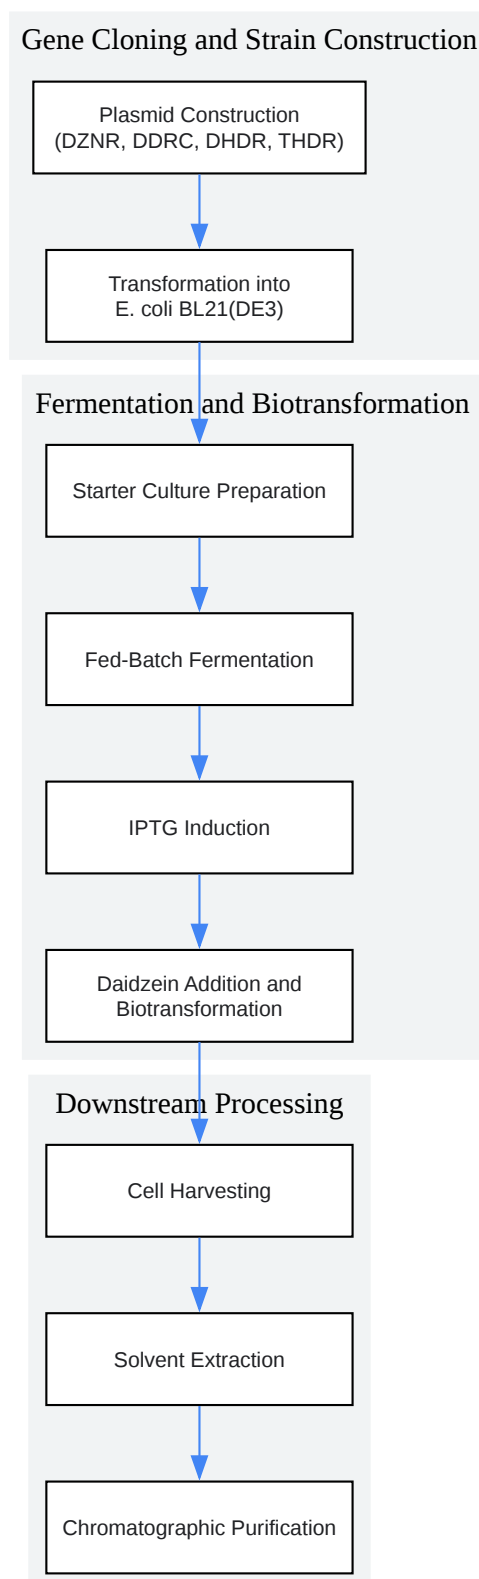 Gene Cloning and Strain Construction
Plasmid Construction
(DZNR, DDRC, DHDR, THDR)
Transformation into
E. coli BL21(DE3)
Fermentation and Biotransformation
Starter Culture Preparation
Fed-Batch Fermentation
IPTG Induction
Daidzein Addition and
Biotransformation
Downstream Processing
Cell Harvesting
Solvent Extraction
Chromatographic Purification